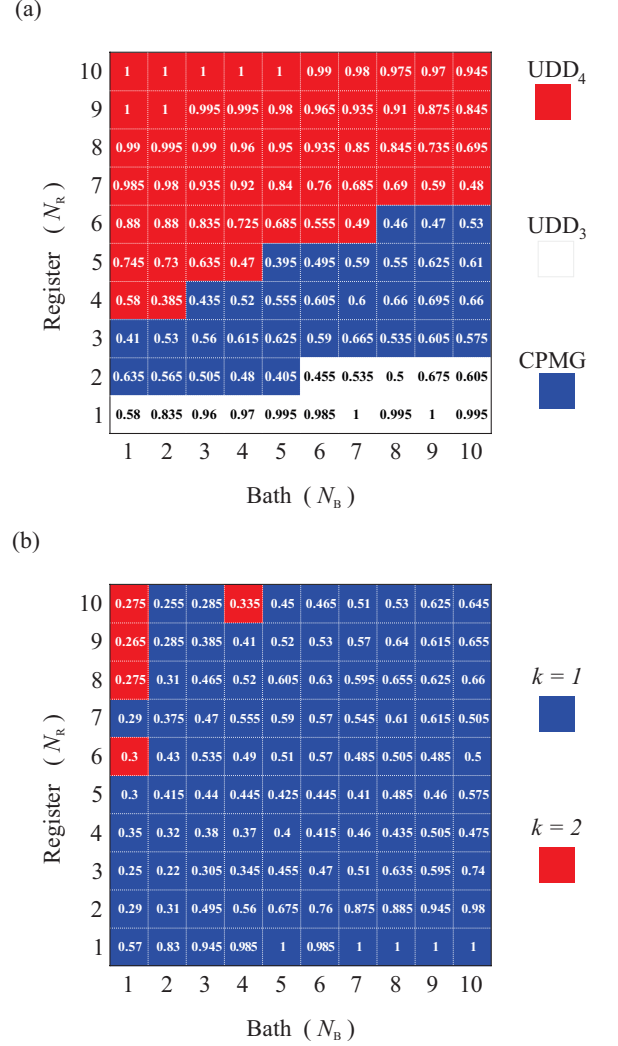 (a)
10 1 1 1 1 1 0.99 0.98 0.975 0.97 0.945
9 1 1 0.995 0.995 0.98 0.965 0.935 0.91 0.875 0.845
8 0.99 0.995 0.99 0.96 0.95 0.935 0.85 0.845 0.735 0.695
7 0.985 0.98 0.935 0.92 0.84 0.76 0.685 0.69 0.59 0.48
6 0.88 0.88 0.835 0.725 0.685 0.555 0.49 0.46 0.47 0.53
5 0.745 0.73 0.635 0.47 0.395 0.495 0.59 0.55 0.625 0.61
4 0.58 0.385 0.435 0.52 0.555 0.605 0.6 0.66 0.695 0.66
3 0.41 0.53 0.56 0.615 0.625 0.59 0.665 0.535 0.605 0.575
2 0.635 0.565 0.505 0.48 0.405 0.455 0.535 0.5 0.675 0.605
1 0.58 0.835 0.96 0.97 0.995 0.985 1 0.995 1 0.995
1 2 3 4 5 6 7 8 9 10
Register (N_R)
Bath (N_B)
UDD₄
UDD₃
CPMG
(b)
10 0.275 0.255 0.285 0.335 0.45 0.465 0.51 0.53 0.625 0.645
9 0.265 0.285 0.385 0.41 0.52 0.53 0.57 0.64 0.615 0.655
8 0.275 0.31 0.465 0.52 0.605 0.63 0.595 0.655 0.625 0.66
7 0.29 0.375 0.47 0.555 0.59 0.57 0.545 0.61 0.615 0.505
6 0.3 0.43 0.535 0.49 0.51 0.57 0.485 0.505 0.485 0.5
5 0.3 0.415 0.44 0.445 0.425 0.445 0.41 0.485 0.46 0.575
4 0.35 0.32 0.38 0.37 0.4 0.415 0.46 0.435 0.505 0.475
3 0.25 0.22 0.305 0.345 0.455 0.47 0.51 0.635 0.595 0.74
2 0.29 0.31 0.495 0.56 0.675 0.76 0.875 0.885 0.945 0.98
1 0.57 0.83 0.945 0.985 1 0.985 1 1 1 1
1 2 3 4 5 6 7 8 9 10
Register (N_R)
Bath (N_B)
k = 1
k = 2